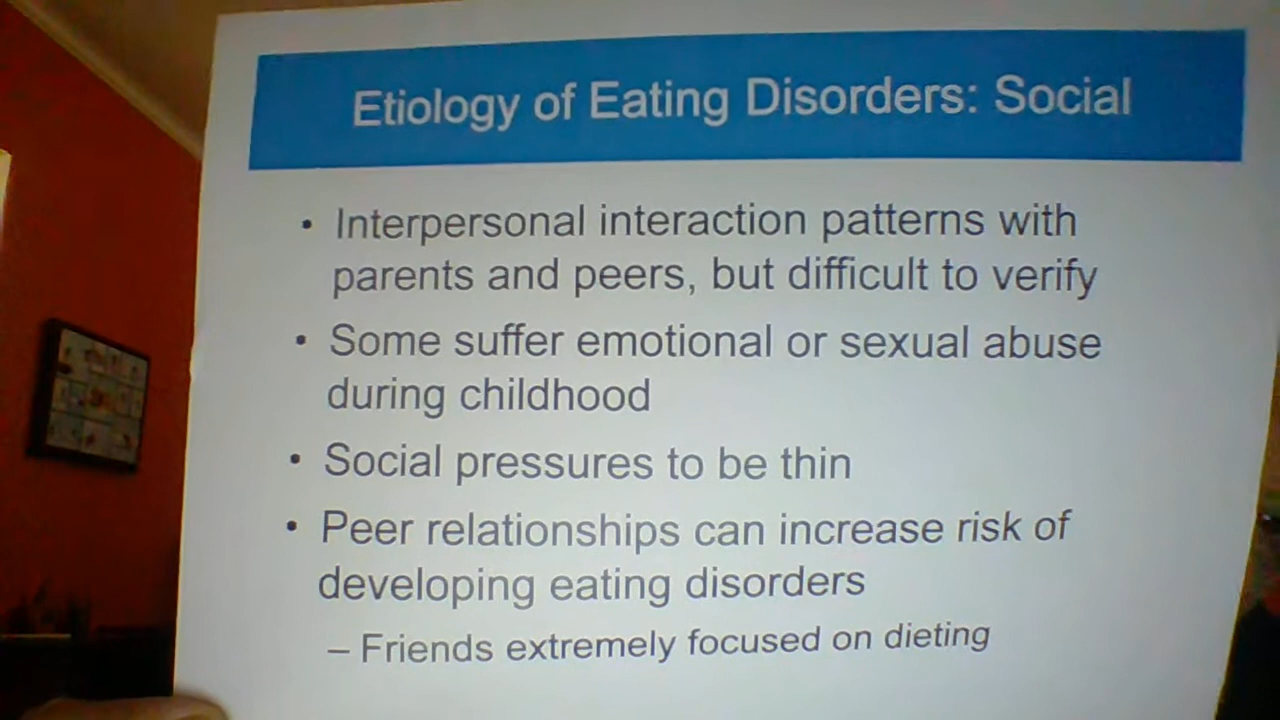 Etiology of Eating Disorders: Social
• Interpersonal interaction patterns with
parents and peers, but difficult to verify
• Some suffer emotional or sexual abuse
during childhood
• Social pressures to be thin
• Peer relationships can increase risk of
developing eating disorders
– Friends extremely focused on dieting